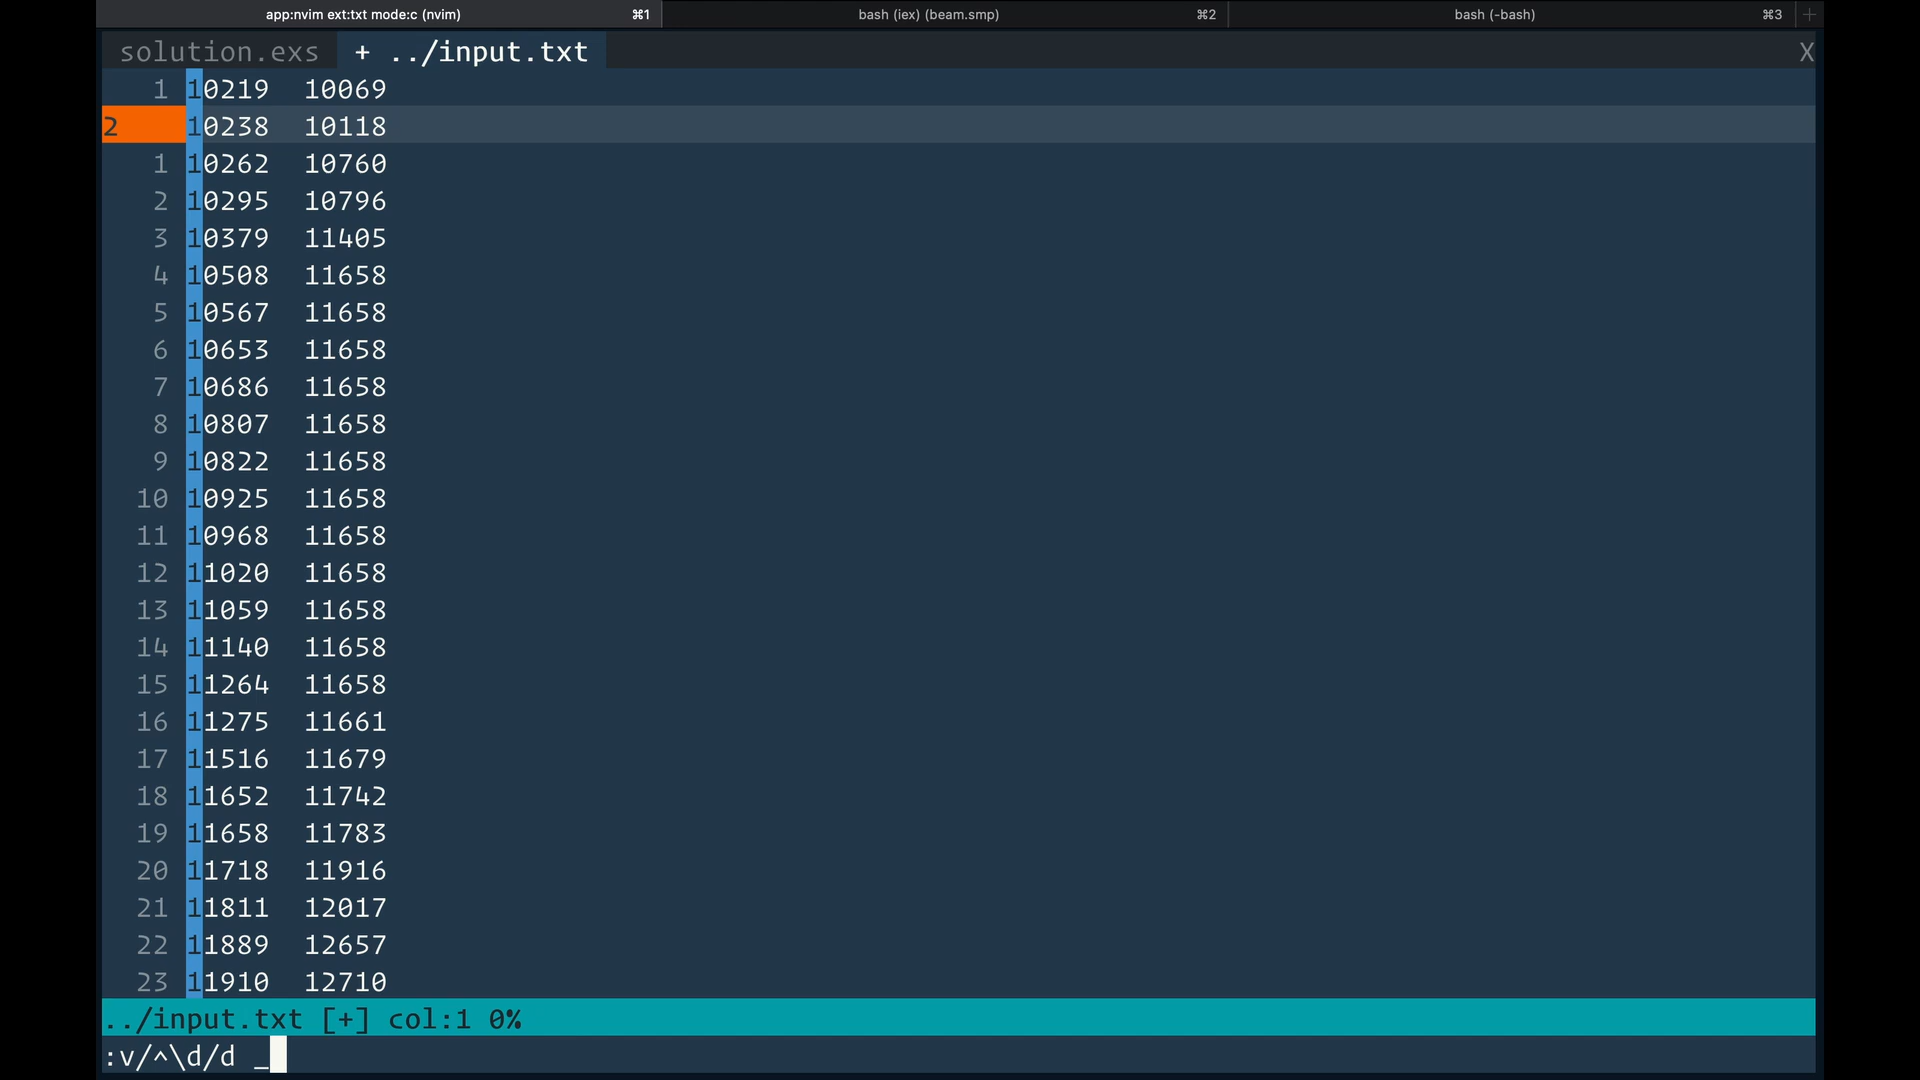 app:nvim ext:txt mode:c (nvim) ⌘1 bash (iex) (beam.smp) ⌘2 bash (-bash) ⌘3 +
solution.exs + ../input.txt X
1 10219 10069
2 10238 10118
1 10262 10760
2 10295 10796
3 10379 11405
4 10508 11658
5 10567 11658
6 10653 11658
7 10686 11658
8 10807 11658
9 10822 11658
10 10925 11658
11 10968 11658
12 11020 11658
13 11059 11658
14 11140 11658
15 11264 11658
16 11275 11661
17 11516 11679
18 11652 11742
19 11658 11783
20 11718 11916
21 11811 12017
22 11889 12657
23 11910 12710
../input.txt [+] col:1 0%
:v/^\d/d _